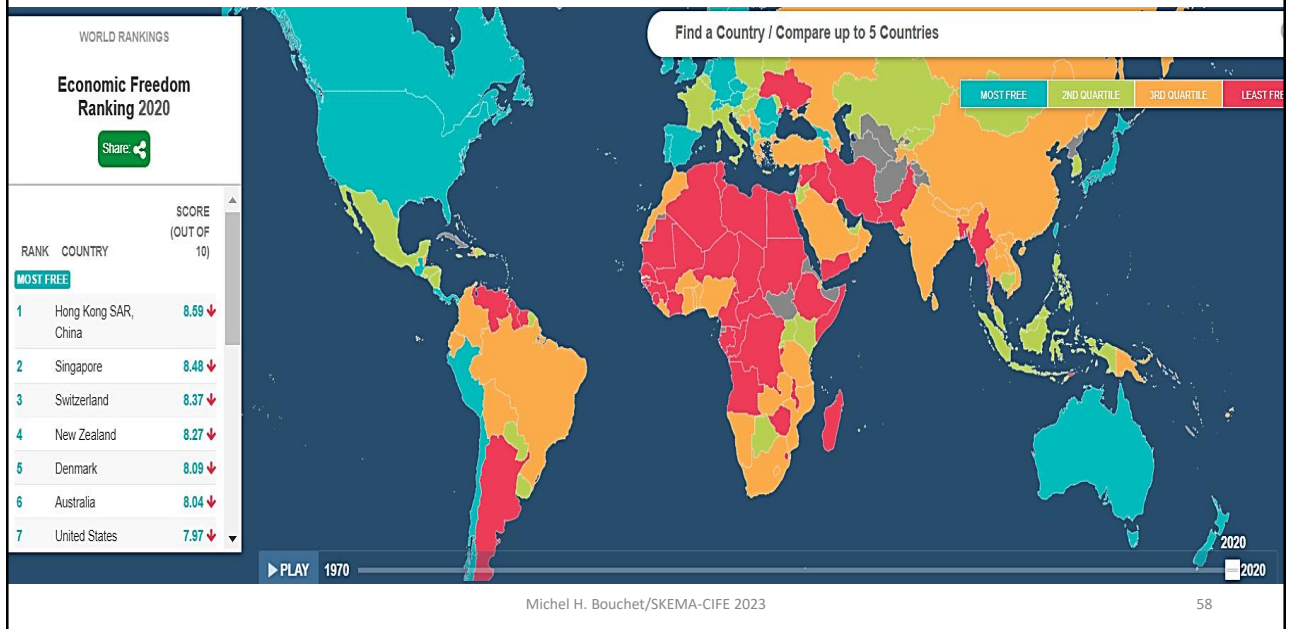 WORLD RANKINGS
Economic Freedom
Ranking 2020
Share:
SCORE
(OUT OF
RANK COUNTRY 10)
MOST FREE
1 Hong Kong SAR, 8.59
China
2 Singapore 8.48
3 Switzerland 8.37
4 New Zealand 8.27
5 Denmark 8.09
6 Australia 8.04
7 United States 7.97
Find a Country / Compare up to 5 Countries
MOST FREE 2ND QUARTILE 3RD QUARTILE LEAST FRE
2020
PLAY 1970 2020
Michel H. Bouchet/SKEMA-CIFE 2023 58